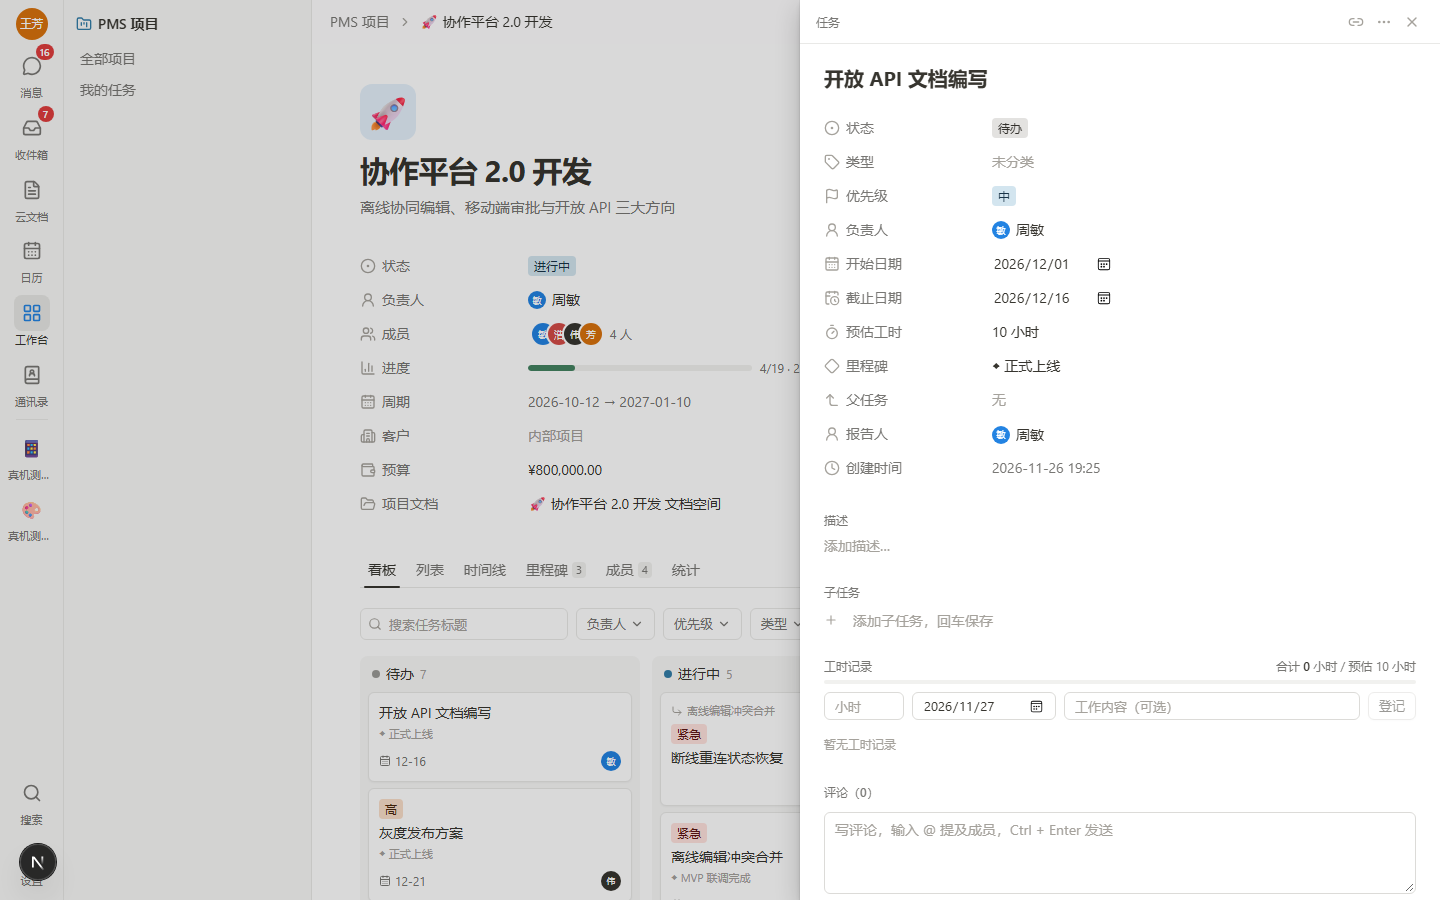 王芳
16
消息
7
收件箱
云文档
日历
工作台
通讯录
真机测...
真机测...
搜索
N
PMS 项目
全部项目
我的任务
PMS 项目
协作平台 2.0 开发
协作平台 2.0 开发
离线协同编辑、移动端审批与开放 API 三大方向
状态
进行中
负责人
敏 周敏
成员
敏 浩 伟 芳 4 人
进度
4/19 · 2
周期
2026-10-12 → 2027-01-10
客户
内部项目
预算
¥800,000.00
项目文档
协作平台 2.0 开发 文档空间
看板
列表
时间线
里程碑 3
成员 4
统计
搜索任务标题
负责人
优先级
类型
待办 7
开放 API 文档编写
正式上线
12-16
敏
高
灰度发布方案
正式上线
12-21
伟
进行中 5
离线编辑冲突合并
紧急
断线重连状态恢复
紧急
离线编辑冲突合并
MVP 联调完成
任务
开放 API 文档编写
状态
待办
类型
未分类
优先级
中
负责人
敏 周敏
开始日期
2026/12/01
截止日期
2026/12/16
预估工时
10 小时
里程碑
正式上线
父任务
无
报告人
敏 周敏
创建时间
2026-11-26 19:25
描述
添加描述...
子任务
添加子任务，回车保存
工时记录
合计 0 小时 / 预估 10 小时
小时
2026/11/27
工作内容（可选）
登记
暂无工时记录
评论（0）
写评论，输入 @ 提及成员，Ctrl + Enter 发送